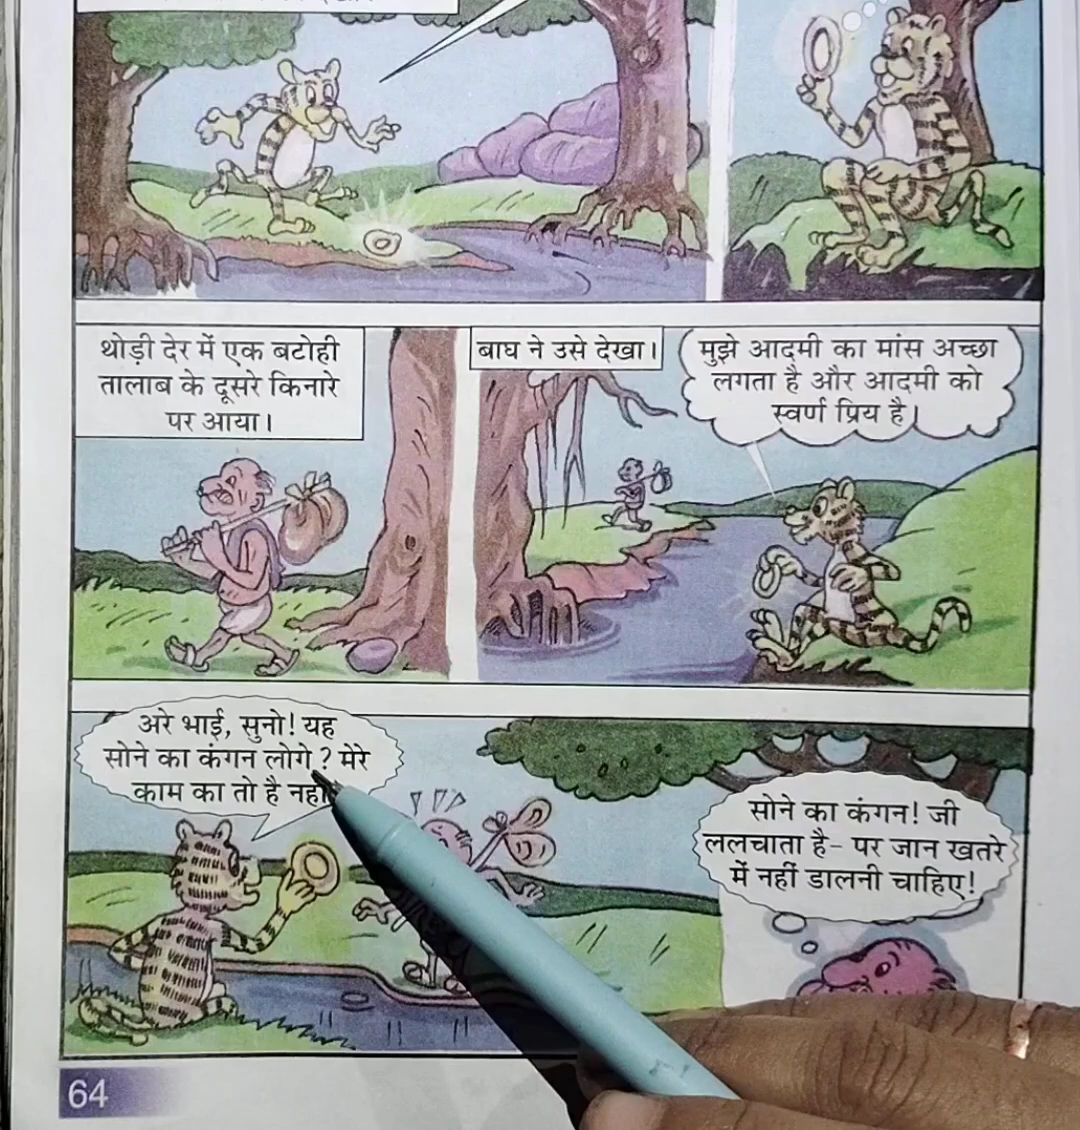 थोड़ी देर में एक बटोही
तालाब के दूसरे किनारे
पर आया।
बाघ ने उसे देखा।
मुझे आदमी का मांस अच्छा
लगता है और आदमी को
स्वर्ण प्रिय है।
अरे भाई, सुनो! यह
सोने का कंगन लोगे? मेरे
काम का तो है नहीं
सोने का कंगन! जी
ललचाता है- पर जान खतरे
में नहीं डालनी चाहिए!
64